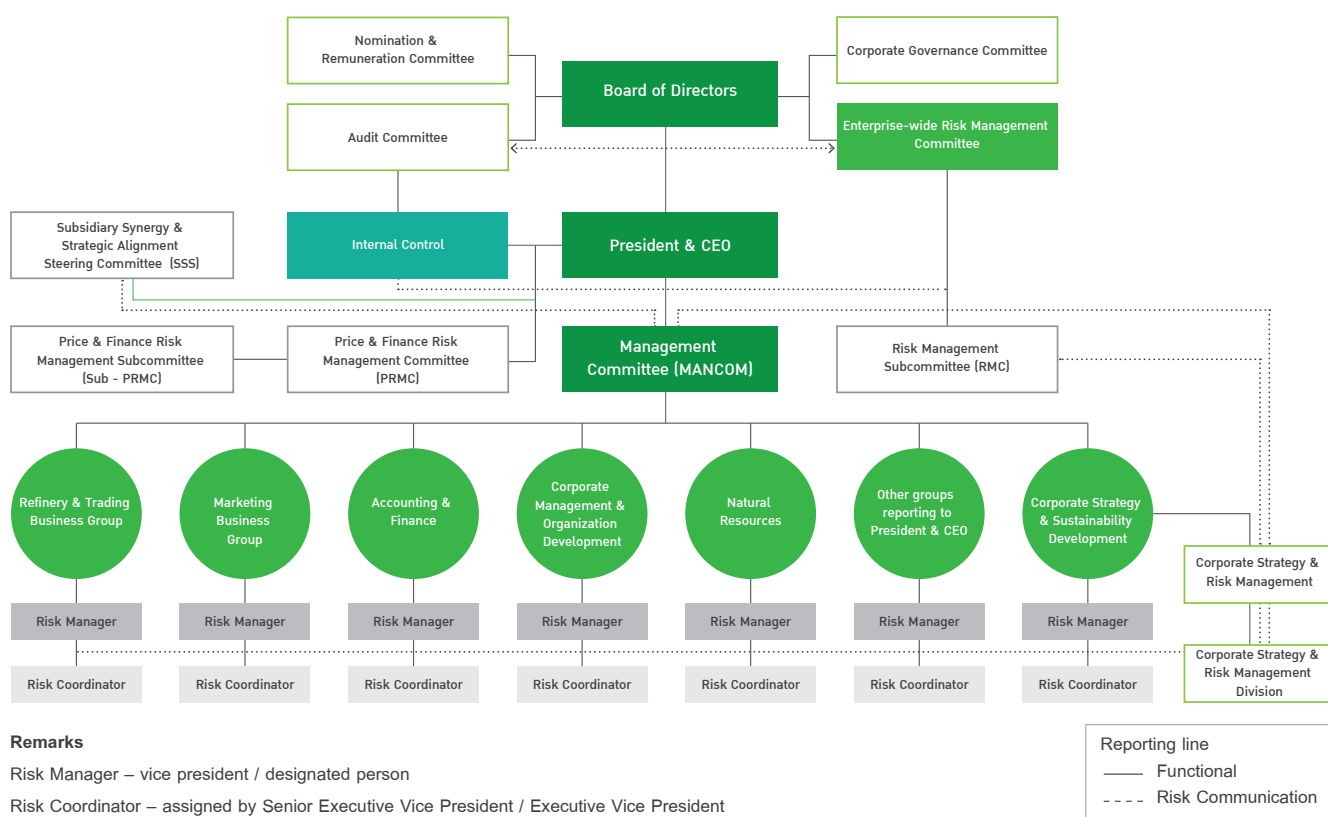 Nomination &
Remuneration Committee
Board of Directors
Corporate Governance Committee
Audit Committee
Enterprise-wide Risk Management
Committee
Subsidiary Synergy &
Strategic Alignment
Steering Committee (SSS)
Internal Control
President & CEO
Price & Finance Risk
Management Subcommittee
(Sub - PRMC)
Price & Finance Risk
Management Committee
(PRMC)
Management
Committee (MANCOM)
Risk Management
Subcommittee (RMC)
Refinery & Trading
Business Group
Marketing
Business
Group
Accounting &
Finance
Corporate
Management &
Organization
Development
Natural
Resources
Other groups
reporting to
President & CEO
Corporate Strategy
& Sustainability
Development
Corporate Strategy &
Risk Management
Risk Manager
Risk Manager
Risk Manager
Risk Manager
Risk Manager
Risk Manager
Risk Manager
Risk Coordinator
Risk Coordinator
Risk Coordinator
Risk Coordinator
Risk Coordinator
Risk Coordinator
Risk Coordinator
Corporate Strategy &
Risk Management
Division
Remarks
Risk Manager – vice president / designated person
Risk Coordinator – assigned by Senior Executive Vice President / Executive Vice President
Reporting line
Functional
Risk Communication